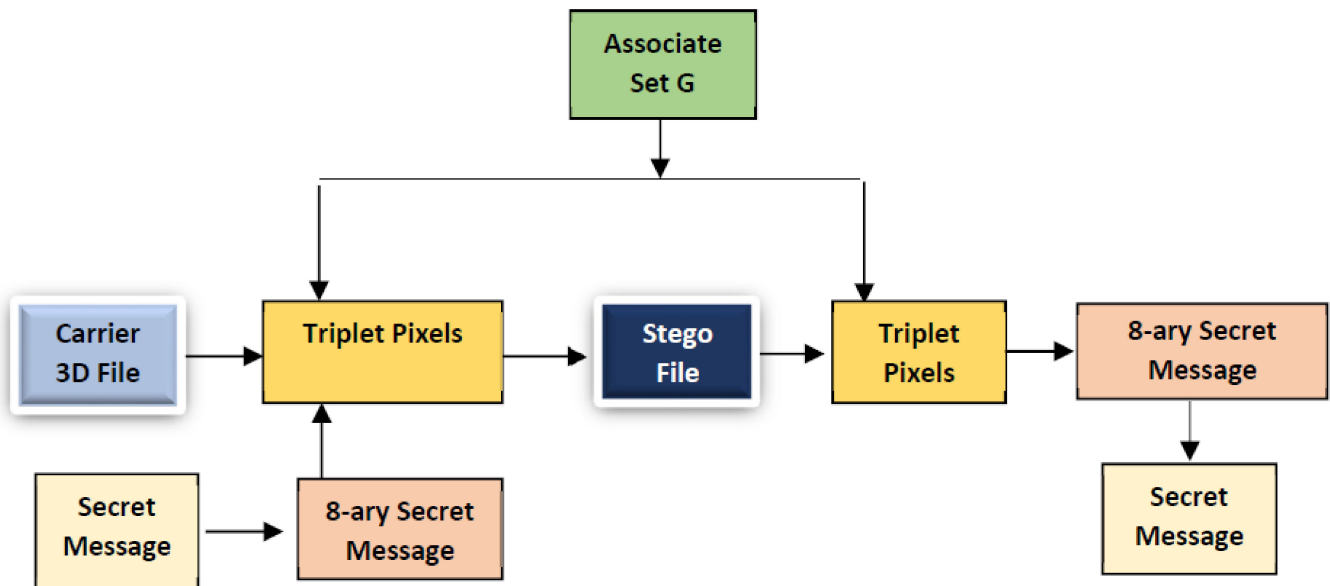 Associate
Set G
Carrier
3D File
Triplet Pixels
Stego
File
Triplet
Pixels
8-ary Secret
Message
Secret
Message
8-ary Secret
Message
Secret
Message